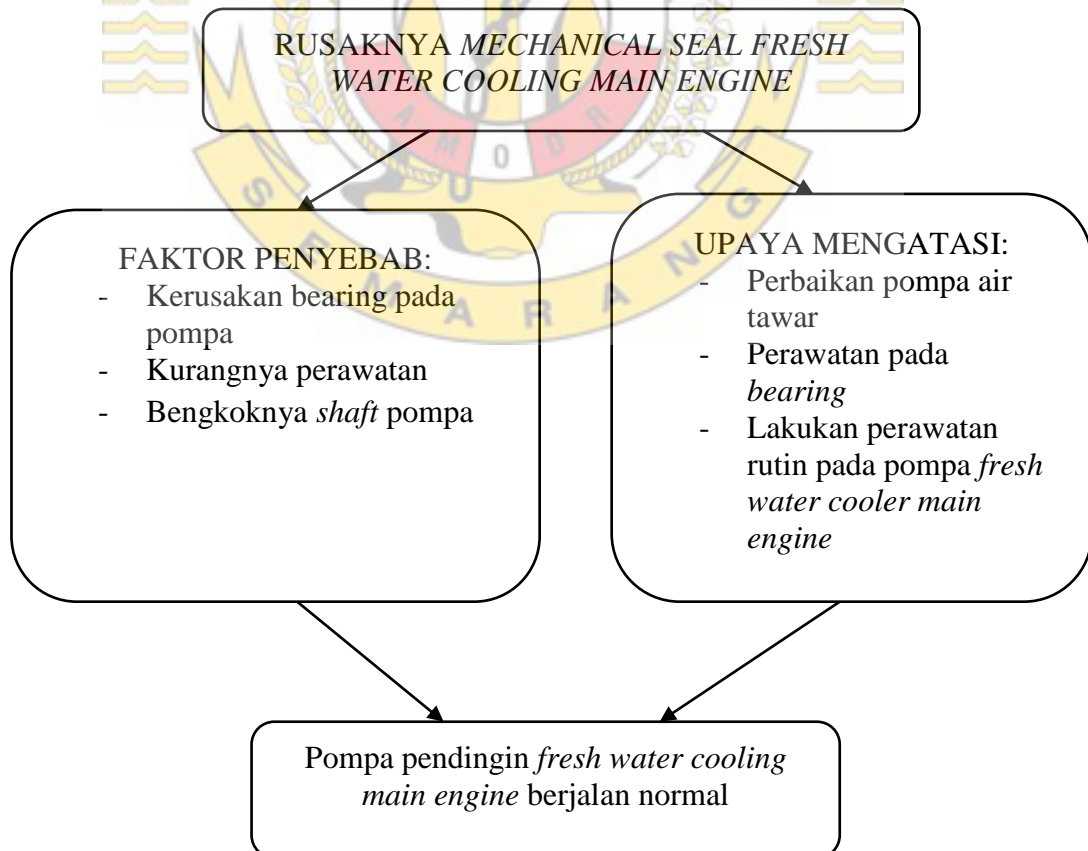 RUSAKNYA MECHANICAL SEAL FRESH
WATER COOLING MAIN ENGINE
AMODR
SEMARANG
FAKTOR PENYEBAB:
- Kerusakan bearing pada
pompa
- Kurangnya perawatan
- Bengkoknya shaft pompa
UPAYA MENGATASI:
- Perbaikan pompa air
tawar
- Perawatan pada
bearing
- Lakukan perawatan
rutin pada pompa fresh
water cooler main
engine
Pompa pendingin fresh water cooling
main engine berjalan normal